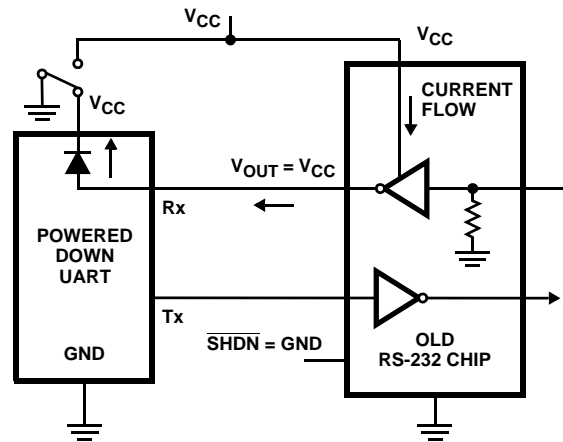 VCC
VCC
VCC
CURRENT
FLOW
VOUT = VCC
Rx
POWERED
DOWN
UART
Tx
GND
SHDN = GND
OLD
RS-232 CHIP